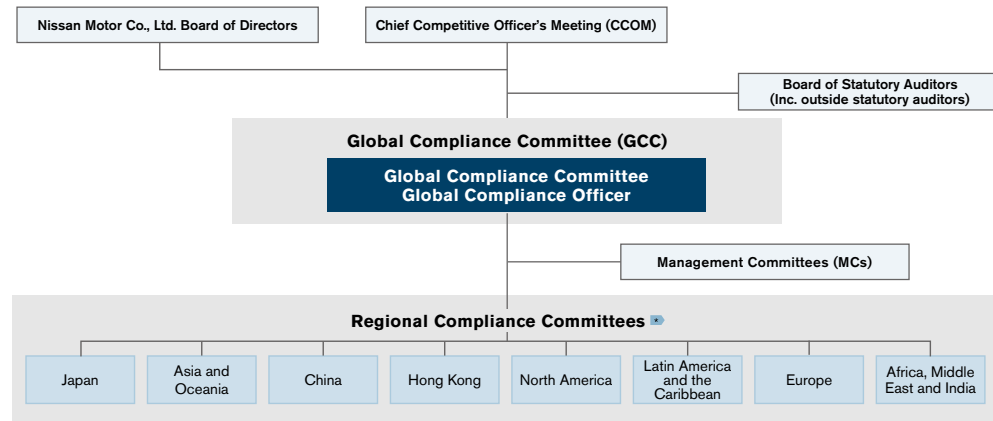 Nissan Motor Co., Ltd. Board of Directors
Chief Competitive Officer's Meeting (CCOM)
Board of Statutory Auditors
(Inc. outside statutory auditors)
Global Compliance Committee (GCC)
Global Compliance Committee
Global Compliance Officer
Management Committees (MCs)
Regional Compliance Committees
Japan
Asia and
Oceania
China
Hong Kong
North America
Latin America
and the
Caribbean
Europe
Africa, Middle
East and India